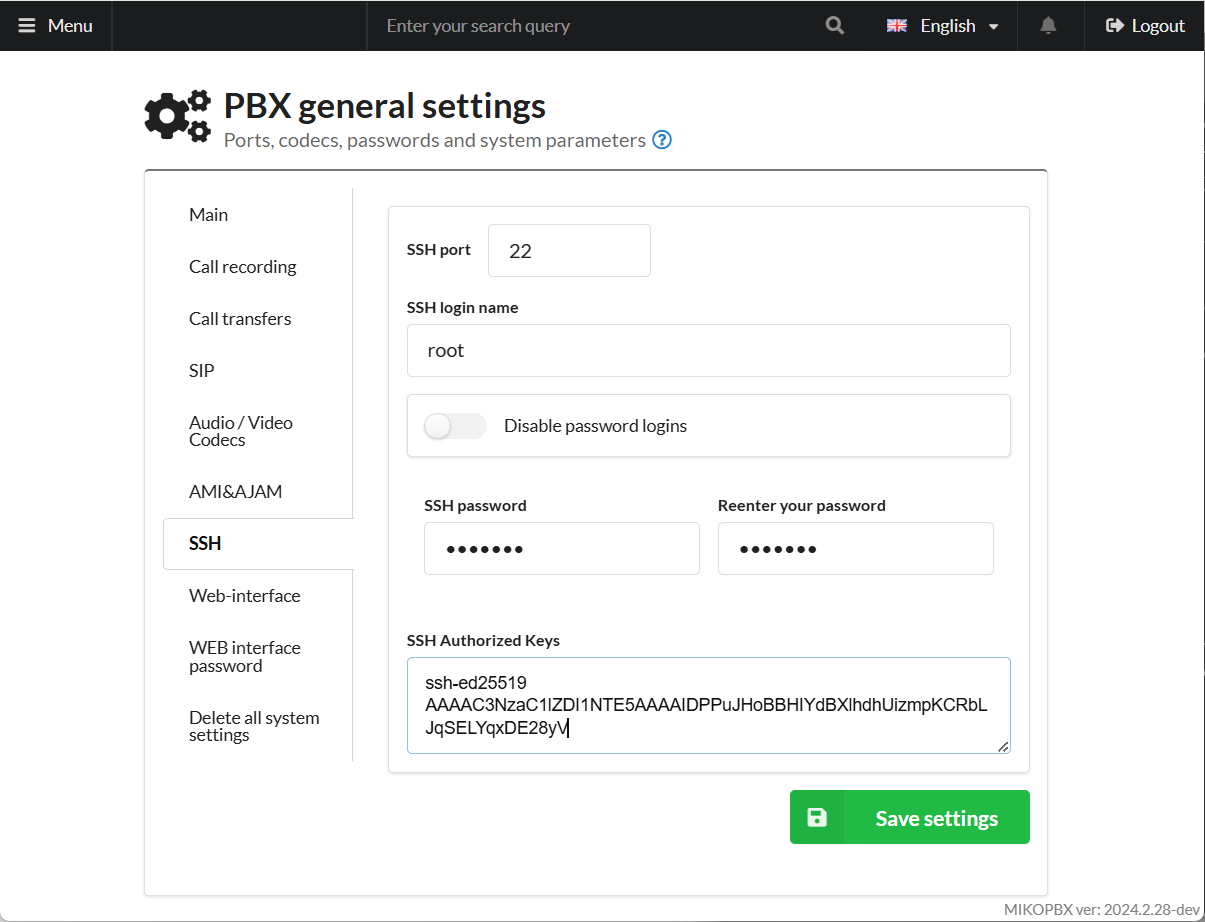 Menu
Enter your search query
English
Logout
PBX general settings
Ports, codecs, passwords and system parameters
Main
Call recording
Call transfers
SIP
Audio / Video
Codecs
AMI&AJAM
SSH
Web-interface
WEB interface
password
Delete all system
settings
SSH port
22
SSH login name
root
Disable password logins
SSH password
Reenter your password
•••••••
•••••••
SSH Authorized Keys
ssh-ed25519
AAAAC3NzaC1lZDI1NTE5AAAAIDPPuJHoBBHIYdBXlhdhUizmpKCRbL
JqSELYqxDE28yV
Save settings
MIKOPBX ver: 2024.2.28-dev